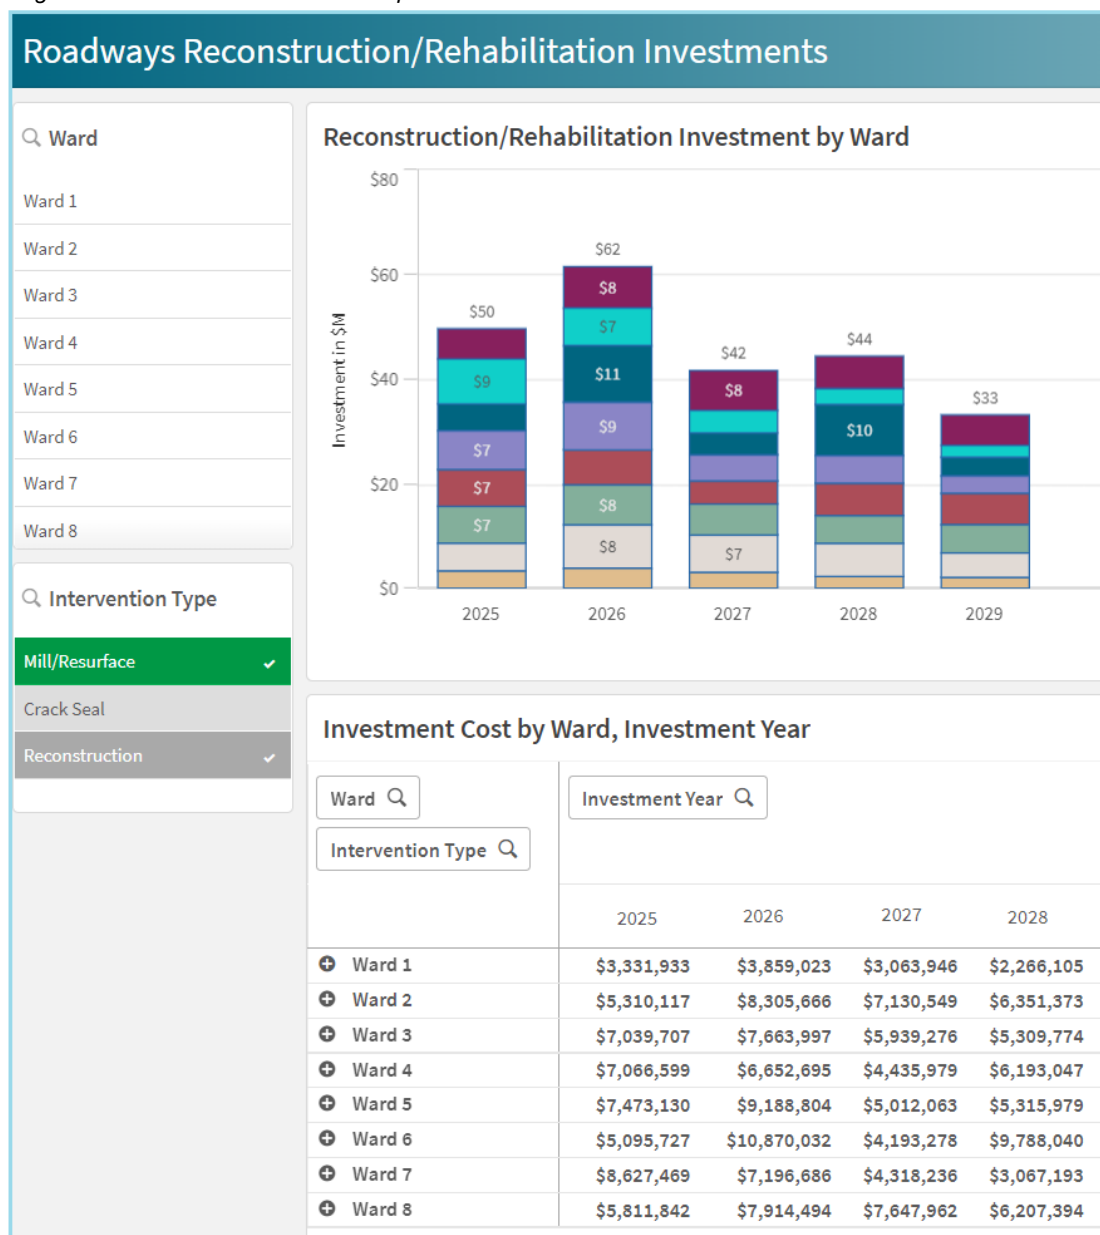 Roadways Reconstruction/Rehabilitation Investments
Ward
Ward 1
Ward 2
Ward 3
Ward 4
Ward 5
Ward 6
Ward 7
Ward 8
Intervention Type
Mill/Resurface
Crack Seal
Reconstruction
Reconstruction/Rehabilitation Investment by Ward
Investment in $M
$80
$60
$40
$20
$0
$50
$9
$7
$7
$7
$62
$8
$7
$11
$9
$8
$8
$42
$8
$7
$44
$10
$33
2025 2026 2027 2028 2029
Investment Cost by Ward, Investment Year
Ward Investment Year
Intervention Type
2025 2026 2027 2028
Ward 1 $3,331,933 $3,859,023 $3,063,946 $2,266,105
Ward 2 $5,310,117 $8,305,666 $7,130,549 $6,351,373
Ward 3 $7,039,707 $7,663,997 $5,939,276 $5,309,774
Ward 4 $7,066,599 $6,652,695 $4,435,979 $6,193,047
Ward 5 $7,473,130 $9,188,804 $5,012,063 $5,315,979
Ward 6 $5,095,727 $10,870,032 $4,193,278 $9,788,040
Ward 7 $8,627,469 $7,196,686 $4,318,236 $3,067,193
Ward 8 $5,811,842 $7,914,494 $7,647,962 $6,207,394